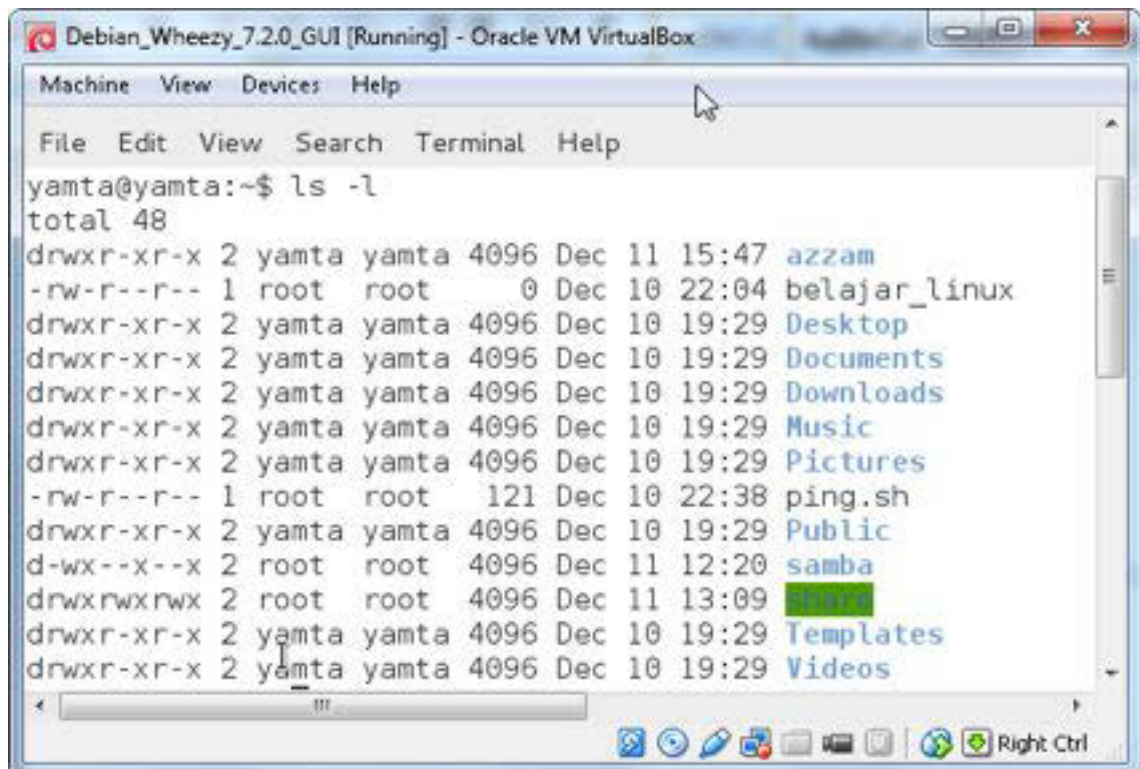 Debian_Wheezy_7.2.0_GUI [Running] - Oracle VM VirtualBox
Machine View Devices Help
File Edit View Search Terminal Help
yamta@yamta:~$ ls -l
total 48
drwxr-xr-x 2 yamta yamta 4096 Dec 11 15:47 azzam
-rw-r--r-- 1 root root 0 Dec 10 22:04 belajar_linux
drwxr-xr-x 2 yamta yamta 4096 Dec 10 19:29 Desktop
drwxr-xr-x 2 yamta yamta 4096 Dec 10 19:29 Documents
drwxr-xr-x 2 yamta yamta 4096 Dec 10 19:29 Downloads
drwxr-xr-x 2 yamta yamta 4096 Dec 10 19:29 Music
drwxr-xr-x 2 yamta yamta 4096 Dec 10 19:29 Pictures
-rw-r--r-- 1 root root 121 Dec 10 22:38 ping.sh
drwxr-xr-x 2 yamta yamta 4096 Dec 10 19:29 Public
d-wx--x--x 2 root root 4096 Dec 11 12:20 samba
drwxrwxrwx 2 root root 4096 Dec 11 13:09 share
drwxr-xr-x 2 yamta yamta 4096 Dec 10 19:29 Templates
drwxr-xr-x 2 yamta yamta 4096 Dec 10 19:29 Videos
Right Ctrl